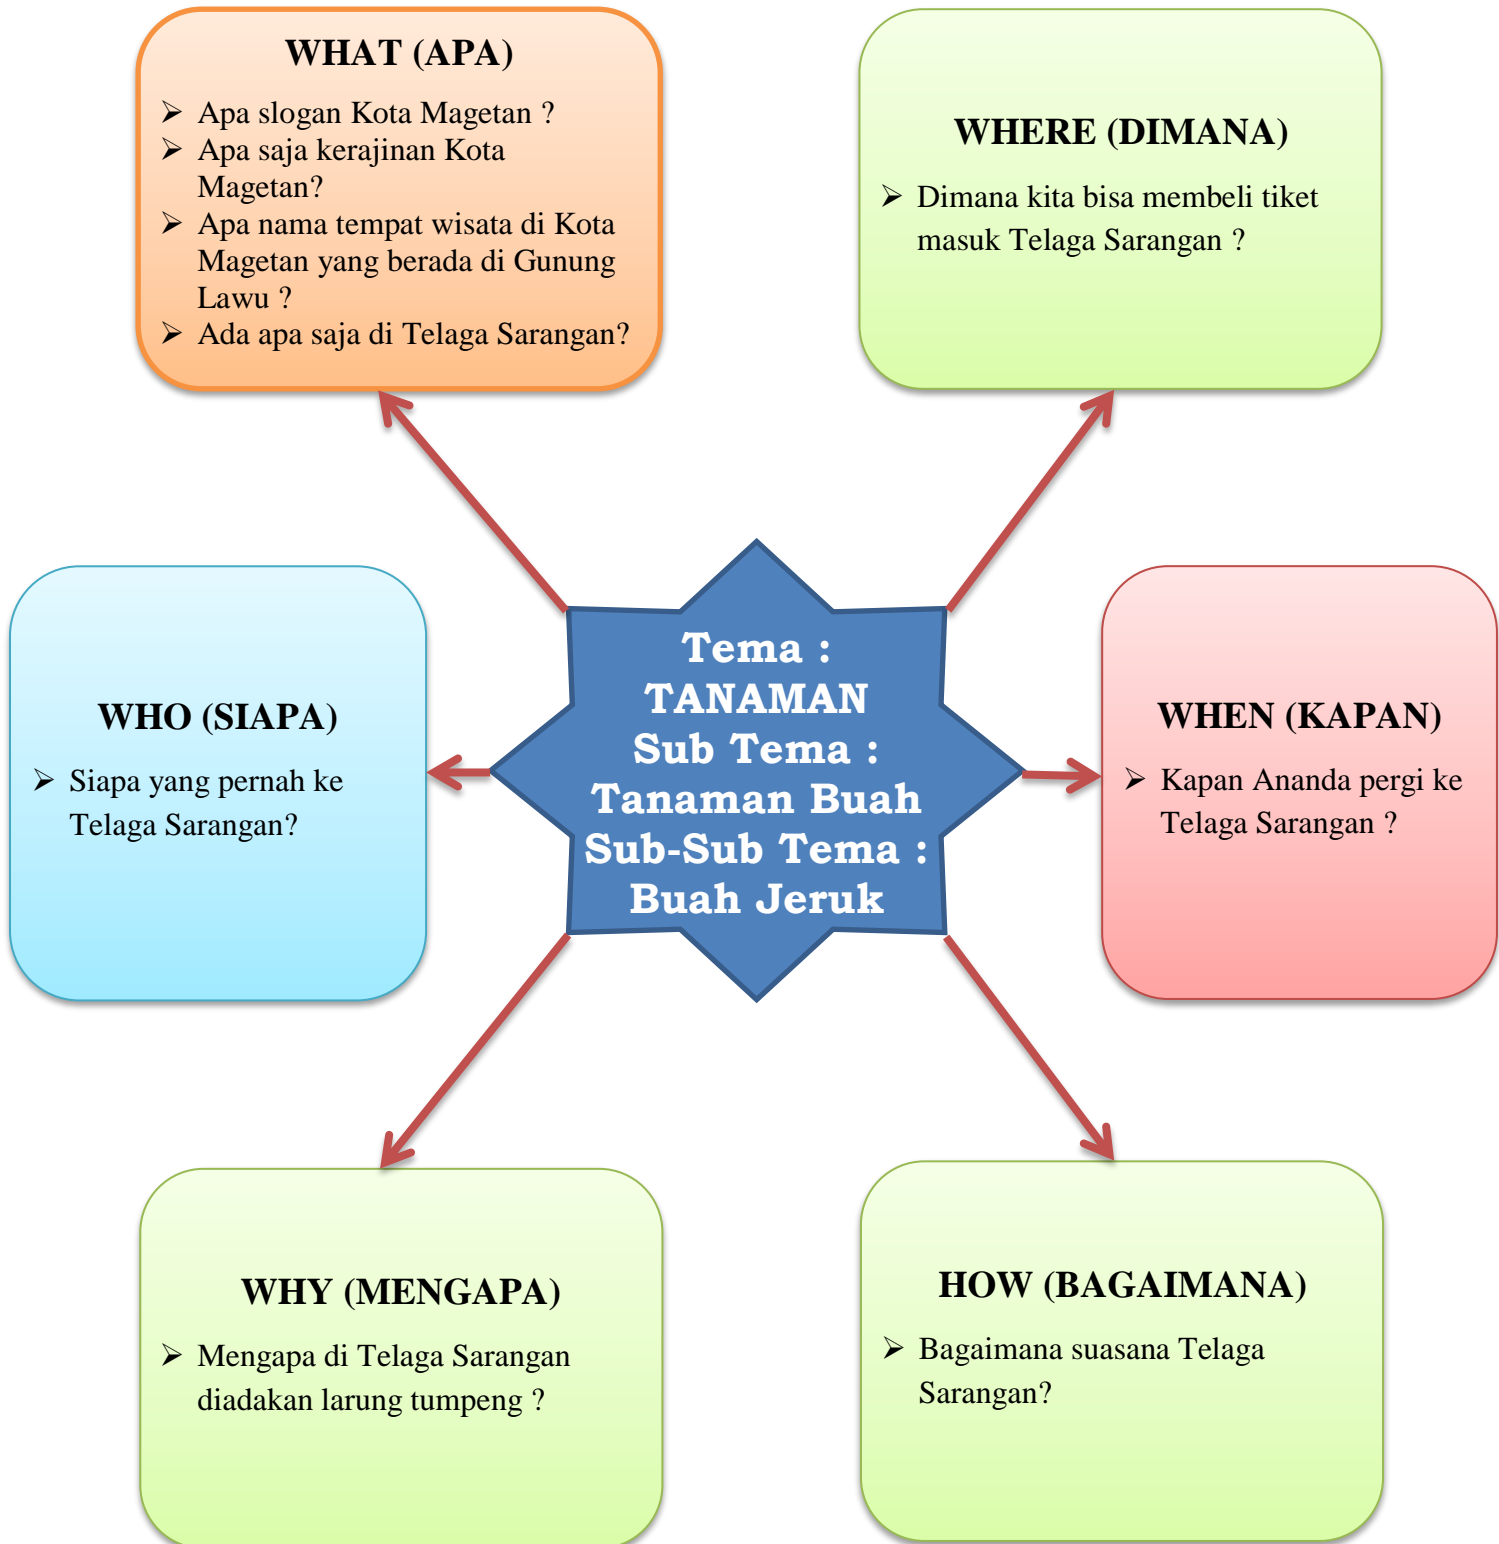 WHAT (APA)
➢ Apa slogan Kota Magetan ?
➢ Apa saja kerajinan Kota
Magetan?
➢ Apa nama tempat wisata di Kota
Magetan yang berada di Gunung
Lawu ?
➢ Ada apa saja di Telaga Sarangan?
WHERE (DIMANA)
➢ Dimana kita bisa membeli tiket
masuk Telaga Sarangan ?
WHO (SIAPA)
➢ Siapa yang pernah ke
Telaga Sarangan?
Tema :
TANAMAN
Sub Tema :
Tanaman Buah
Sub-Sub Tema :
Buah Jeruk
WHEN (KAPAN)
➢ Kapan Ananda pergi ke
Telaga Sarangan ?
WHY (MENGAPA)
➢ Mengapa di Telaga Sarangan
diadakan larung tumpeng ?
HOW (BAGAIMANA)
➢ Bagaimana suasana Telaga
Sarangan?